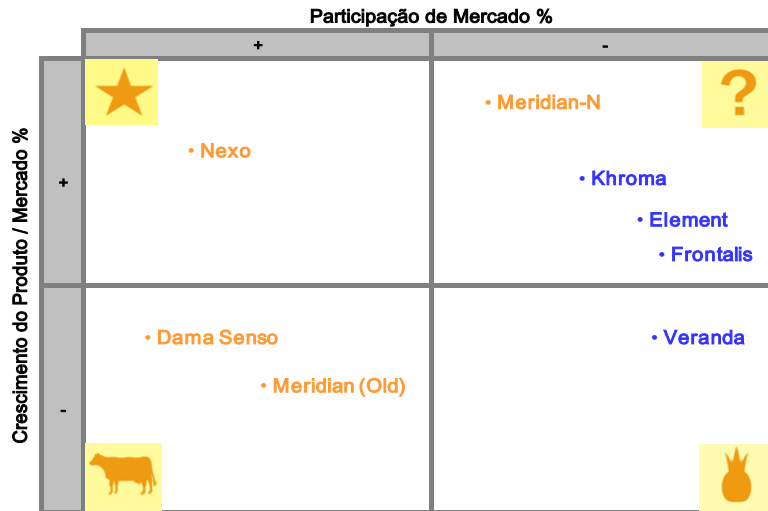 Participação de Mercado %
+
-
Crescimento do Produto / Mercado %
+
-
?
• Meridian-N
• Nexo
• Khroma
• Element
• Frontalis
• Dama Senso
• Veranda
• Meridian (Old)